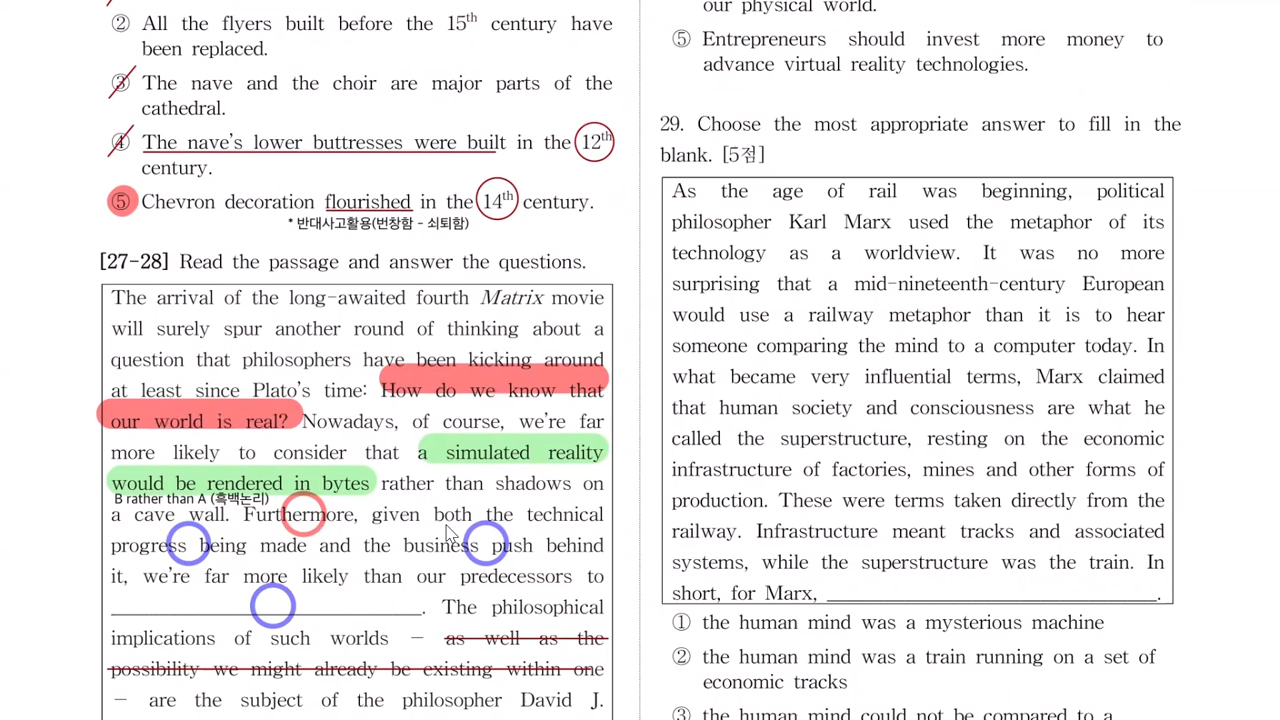 ② All the flyers built before the 15th century have
been replaced.
③ The nave and the choir are major parts of the
cathedral.
④ The nave's lower buttresses were built in the 12th
century.
⑤ Chevron decoration flourished in the 14th century.
* 반대사고활용(번창함 - 쇠퇴함)
[27-28] Read the passage and answer the questions.
The arrival of the long-awaited fourth Matrix movie
will surely spur another round of thinking about a
question that philosophers have been kicking around
at least since Plato's time: How do we know that
our world is real? Nowadays, of course, we're far
more likely to consider that a simulated reality
would be rendered in bytes rather than shadows on
B rather than A (흑백논리)
a cave wall. Furthermore, given both the technical
progress being made and the business push behind
it, we're far more likely than our predecessors to
____________________. The philosophical
implications of such worlds - as well as the
possibility we might already be existing within one
- are the subject of the philosopher David J.
our physical world.
⑤ Entrepreneurs should invest more money to
advance virtual reality technologies.
29. Choose the most appropriate answer to fill in the
blank. [5점]
As the age of rail was beginning, political
philosopher Karl Marx used the metaphor of its
technology as a worldview. It was no more
surprising that a mid-nineteenth-century European
would use a railway metaphor than it is to hear
someone comparing the mind to a computer today. In
what became very influential terms, Marx claimed
that human society and consciousness are what he
called the superstructure, resting on the economic
infrastructure of factories, mines and other forms of
production. These were terms taken directly from the
railway. Infrastructure meant tracks and associated
systems, while the superstructure was the train. In
short, for Marx, ____________________.
① the human mind was a mysterious machine
② the human mind was a train running on a set of
economic tracks
③ the human mind could not be compared to a